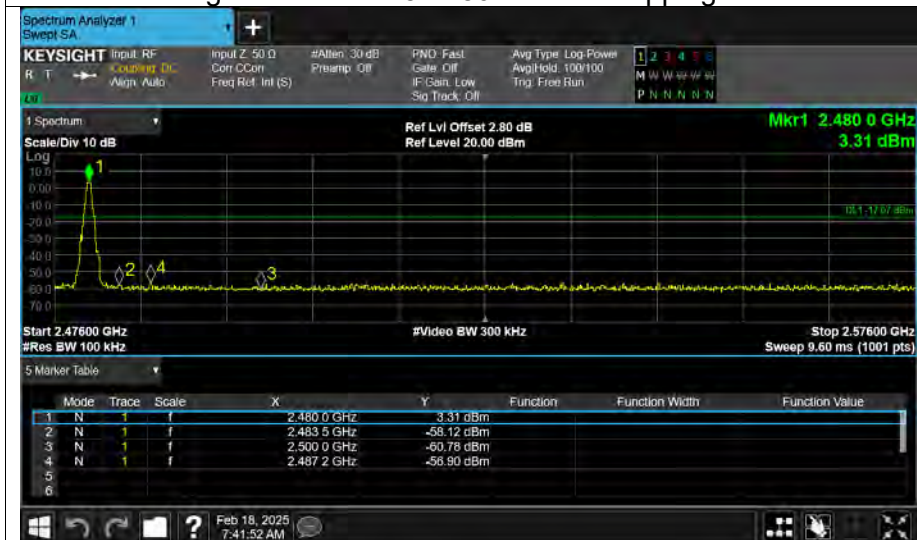 Spectrum Analyzer 1
Swept SA
+
KEYSIGHT Input: RF
R T Coupling: DC
Align: Auto
Input Z: 50 Ω
Corr CCorr
Freq Ref: Int (S)
#Atten: 30 dB
Preamp: Off
PNO: Fast
Gate: Off
IF Gain: Low
Sig Track: Off
Avg Type: Log-Power
Avg|Hold: 100/100
Trig: Free Run
1 2 3 4 5 6
M W W W W W
P N N N N N
1 Spectrum
Scale/Div 10 dB
Ref Lvl Offset 2.80 dB
Ref Level 20.00 dBm
Mkr1 2.480 0 GHz
3.31 dBm
Log
10.0
0.00
-10.0
-20.0
-30.0
-40.0
-50.0
-60.0
-70.0
1
2
4
3
DL1 -17.07 dBm
Start 2.47600 GHz
#Res BW 100 kHz
#Video BW 300 kHz
Stop 2.57600 GHz
Sweep 9.60 ms (1001 pts)
5 Marker Table
Mode Trace Scale X Y Function Function Width Function Value
1 N 1 f 2.480 0 GHz 3.31 dBm
2 N 1 f 2.483 5 GHz -58.12 dBm
3 N 1 f 2.500 0 GHz -60.78 dBm
4 N 1 f 2.487 2 GHz -56.90 dBm
5
6
?
Feb 18, 2025
7:41:52 AM